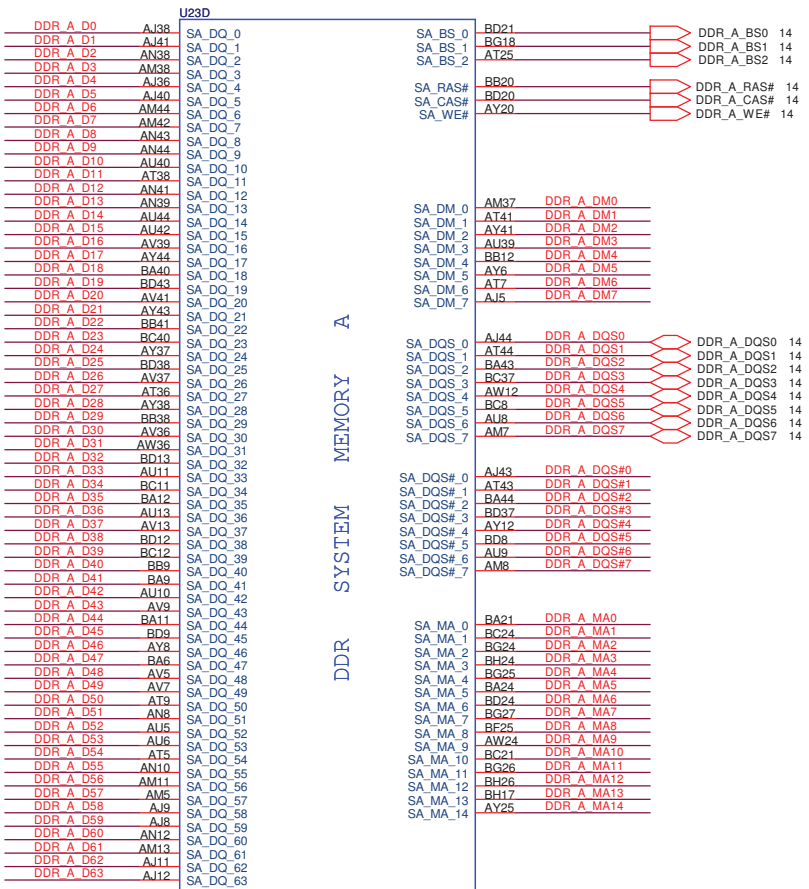 U23D
DDR_A_D0 AJ38 SA_DQ_0
DDR_A_D1 AJ41 SA_DQ_1
DDR_A_D2 AN38 SA_DQ_2
DDR_A_D3 AM38 SA_DQ_3
DDR_A_D4 AJ36 SA_DQ_4
DDR_A_D5 AJ40 SA_DQ_5
DDR_A_D6 AM44 SA_DQ_6
DDR_A_D7 AM42 SA_DQ_7
DDR_A_D8 AN43 SA_DQ_8
DDR_A_D9 AN44 SA_DQ_9
DDR_A_D10 AU40 SA_DQ_10
DDR_A_D11 AT38 SA_DQ_11
DDR_A_D12 AN41 SA_DQ_12
DDR_A_D13 AN39 SA_DQ_13
DDR_A_D14 AU44 SA_DQ_14
DDR_A_D15 AU42 SA_DQ_15
DDR_A_D16 AV39 SA_DQ_16
DDR_A_D17 AY44 SA_DQ_17
DDR_A_D18 BA40 SA_DQ_18
DDR_A_D19 BD43 SA_DQ_19
DDR_A_D20 AV41 SA_DQ_20
DDR_A_D21 AY43 SA_DQ_21
DDR_A_D22 BB41 SA_DQ_22
DDR_A_D23 BC40 SA_DQ_23
DDR_A_D24 AY37 SA_DQ_24
DDR_A_D25 BD38 SA_DQ_25
DDR_A_D26 AV37 SA_DQ_26
DDR_A_D27 AT36 SA_DQ_27
DDR_A_D28 AY38 SA_DQ_28
DDR_A_D29 BB38 SA_DQ_29
DDR_A_D30 AV36 SA_DQ_30
DDR_A_D31 AW36 SA_DQ_31
DDR_A_D32 BD13 SA_DQ_32
DDR_A_D33 AU11 SA_DQ_33
DDR_A_D34 BC11 SA_DQ_34
DDR_A_D35 BA12 SA_DQ_35
DDR_A_D36 AU13 SA_DQ_36
DDR_A_D37 AV13 SA_DQ_37
DDR_A_D38 BD12 SA_DQ_38
DDR_A_D39 BC12 SA_DQ_39
DDR_A_D40 BB9 SA_DQ_40
DDR_A_D41 BA9 SA_DQ_41
DDR_A_D42 AU10 SA_DQ_42
DDR_A_D43 AV9 SA_DQ_43
DDR_A_D44 BA11 SA_DQ_44
DDR_A_D45 BD9 SA_DQ_45
DDR_A_D46 AY8 SA_DQ_46
DDR_A_D47 BA6 SA_DQ_47
DDR_A_D48 AV5 SA_DQ_48
DDR_A_D49 AV7 SA_DQ_49
DDR_A_D50 AT9 SA_DQ_50
DDR_A_D51 AN8 SA_DQ_51
DDR_A_D52 AU5 SA_DQ_52
DDR_A_D53 AU6 SA_DQ_53
DDR_A_D54 AT5 SA_DQ_54
DDR_A_D55 AN10 SA_DQ_55
DDR_A_D56 AM11 SA_DQ_56
DDR_A_D57 AM5 SA_DQ_57
DDR_A_D58 AJ9 SA_DQ_58
DDR_A_D59 AJ8 SA_DQ_59
DDR_A_D60 AN12 SA_DQ_60
DDR_A_D61 AM13 SA_DQ_61
DDR_A_D62 AJ11 SA_DQ_62
DDR_A_D63 AJ12 SA_DQ_63
DDR SYSTEM MEMORY A
SA_BS_0 BD21 DDR_A_BS0 14
SA_BS_1 BG18 DDR_A_BS1 14
SA_BS_2 AT25 DDR_A_BS2 14
SA_RAS# BB20 DDR_A_RAS# 14
SA_CAS# BD20 DDR_A_CAS# 14
SA_WE# AY20 DDR_A_WE# 14
SA_DM_0 AM37 DDR_A_DM0
SA_DM_1 AT41 DDR_A_DM1
SA_DM_2 AY41 DDR_A_DM2
SA_DM_3 AU39 DDR_A_DM3
SA_DM_4 BB12 DDR_A_DM4
SA_DM_5 AY6 DDR_A_DM5
SA_DM_6 AT7 DDR_A_DM6
SA_DM_7 AJ5 DDR_A_DM7
SA_DQS_0 AJ44 DDR_A_DQS0 DDR_A_DQS0 14
SA_DQS_1 AT44 DDR_A_DQS1 DDR_A_DQS1 14
SA_DQS_2 BA43 DDR_A_DQS2 DDR_A_DQS2 14
SA_DQS_3 BC37 DDR_A_DQS3 DDR_A_DQS3 14
SA_DQS_4 AW12 DDR_A_DQS4 DDR_A_DQS4 14
SA_DQS_5 BC8 DDR_A_DQS5 DDR_A_DQS5 14
SA_DQS_6 AU8 DDR_A_DQS6 DDR_A_DQS6 14
SA_DQS_7 AM7 DDR_A_DQS7 DDR_A_DQS7 14
SA_DQS#_0 AJ43 DDR_A_DQS#0
SA_DQS#_1 AT43 DDR_A_DQS#1
SA_DQS#_2 BA44 DDR_A_DQS#2
SA_DQS#_3 BD37 DDR_A_DQS#3
SA_DQS#_4 AY12 DDR_A_DQS#4
SA_DQS#_5 BD8 DDR_A_DQS#5
SA_DQS#_6 AU9 DDR_A_DQS#6
SA_DQS#_7 AM8 DDR_A_DQS#7
SA_MA_0 BA21 DDR_A_MA0
SA_MA_1 BC24 DDR_A_MA1
SA_MA_2 BG24 DDR_A_MA2
SA_MA_3 BH24 DDR_A_MA3
SA_MA_4 BG25 DDR_A_MA4
SA_MA_5 BA24 DDR_A_MA5
SA_MA_6 BD24 DDR_A_MA6
SA_MA_7 BG27 DDR_A_MA7
SA_MA_8 BF25 DDR_A_MA8
SA_MA_9 AW24 DDR_A_MA9
SA_MA_10 BC21 DDR_A_MA10
SA_MA_11 BG26 DDR_A_MA11
SA_MA_12 BH26 DDR_A_MA12
SA_MA_13 BH17 DDR_A_MA13
SA_MA_14 AY25 DDR_A_MA14